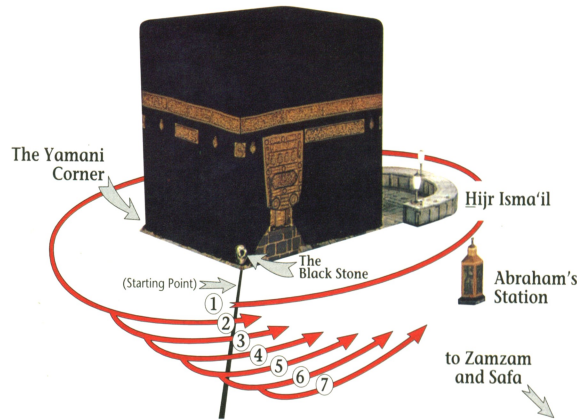 The Yamani
Corner
Hijr Isma‘il
The
Black Stone
(Starting Point)
Abraham's
Station
1
2
3
4
5
6
7
to Zamzam
and Safa